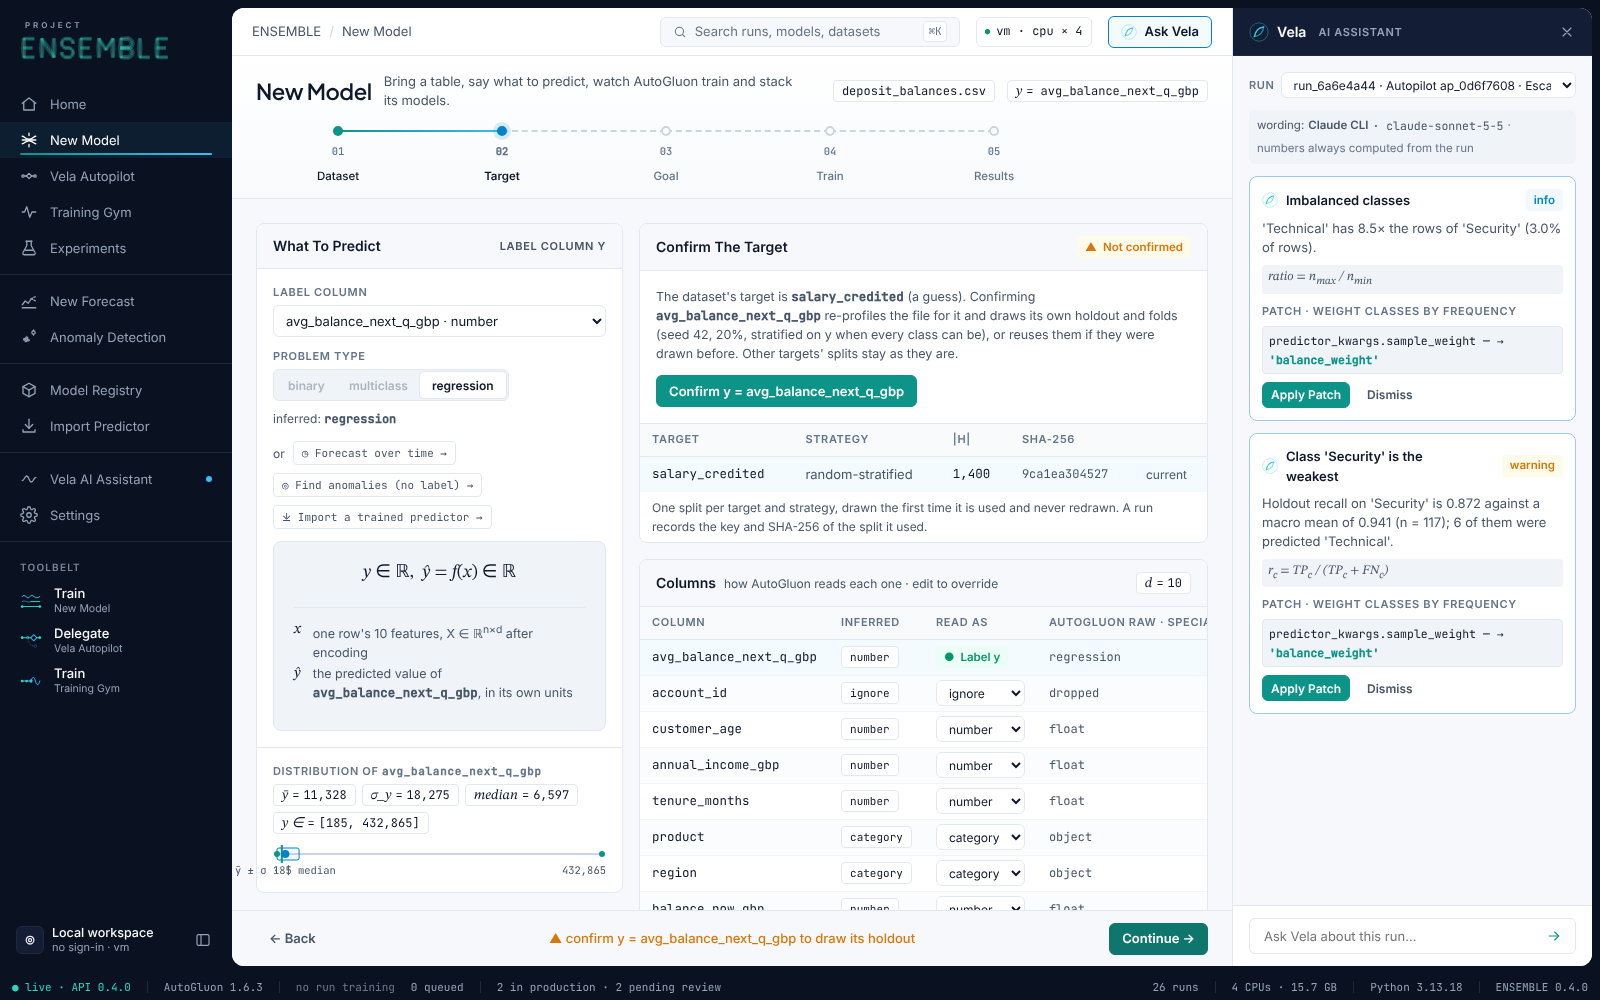 PROJECT
ENSEMBLE
Home
New Model
Vela Autopilot
Training Gym
Experiments
New Forecast
Anomaly Detection
Model Registry
Import Predictor
Vela AI Assistant
Settings
TOOLBELT
Train
New Model
Delegate
Vela Autopilot
Train
Training Gym
Local workspace
no sign-in · vm
ENSEMBLE / New Model
Search runs, models, datasets ⌘K
vm · cpu × 4
Ask Vela
New Model
Bring a table, say what to predict, watch AutoGluon train and stack
its models.
deposit_balances.csv
y = avg_balance_next_q_gbp
01 02 03 04 05
Dataset Target Goal Train Results
What To Predict LABEL COLUMN Y
LABEL COLUMN
avg_balance_next_q_gbp · number
PROBLEM TYPE
binary multiclass regression
inferred: regression
or ◷ Forecast over time →
◎ Find anomalies (no label) →
Import a trained predictor →
y ∈ ℝ, ŷ = f(x) ∈ ℝ
x one row's 10 features, X ∈ ℝn×d after
encoding
ŷ the predicted value of
avg_balance_next_q_gbp, in its own units
DISTRIBUTION OF avg_balance_next_q_gbp
ȳ = 11,328 σ_y = 18,275 median = 6,597
y ∈ = [185, 432,865]
ȳ ± σ 185 median 432,865
Confirm The Target ▲ Not confirmed
The dataset's target is salary_credited (a guess). Confirming
avg_balance_next_q_gbp re-profiles the file for it and draws its own holdout and folds
(seed 42, 20%, stratified on y when every class can be), or reuses them if they were
drawn before. Other targets' splits stay as they are.
Confirm y = avg_balance_next_q_gbp
TARGET STRATEGY |H| SHA-256
salary_credited random-stratified 1,400 9ca1ea304527 current
One split per target and strategy, drawn the first time it is used and never redrawn. A run
records the key and SHA-256 of the split it used.
Columns how AutoGluon reads each one · edit to override d = 10
COLUMN INFERRED READ AS AUTOGLUON RAW · SPECIA
avg_balance_next_q_gbp number Label y regression
account_id ignore ignore dropped
customer_age number number float
annual_income_gbp number number float
tenure_months number number float
product category category object
region category category object
balance_now_gbp number number float
← Back
▲ confirm y = avg_balance_next_q_gbp to draw its holdout
Continue →
Vela AI ASSISTANT
RUN run_6a6e4a44 · Autopilot ap_0d6f7608 · Esca
wording: Claude CLI · claude-sonnet-5-5 ·
numbers always computed from the run
Imbalanced classes info
'Technical' has 8.5× the rows of 'Security' (3.0%
of rows).
ratio = nmax / nmin
PATCH · WEIGHT CLASSES BY FREQUENCY
predictor_kwargs.sample_weight — →
'balance_weight'
Apply Patch Dismiss
Class 'Security' is the
weakest warning
Holdout recall on 'Security' is 0.872 against a
macro mean of 0.941 (n = 117); 6 of them were
predicted 'Technical'.
rc = TPc / (TPc + FNc)
PATCH · WEIGHT CLASSES BY FREQUENCY
predictor_kwargs.sample_weight — →
'balance_weight'
Apply Patch Dismiss
Ask Vela about this run... →
live · API 0.4.0 AutoGluon 1.6.3 no run training 0 queued 2 in production · 2 pending review 26 runs 4 CPUs · 15.7 GB Python 3.13.18 ENSEMBLE 0.4.0